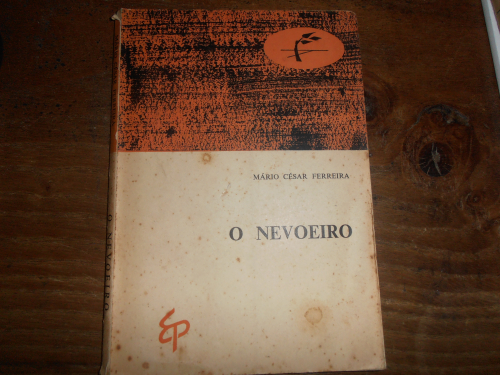 MÁRIO CÉSAR FERREIRA
O NEVOEIRO
EP
O NEVOEIRO